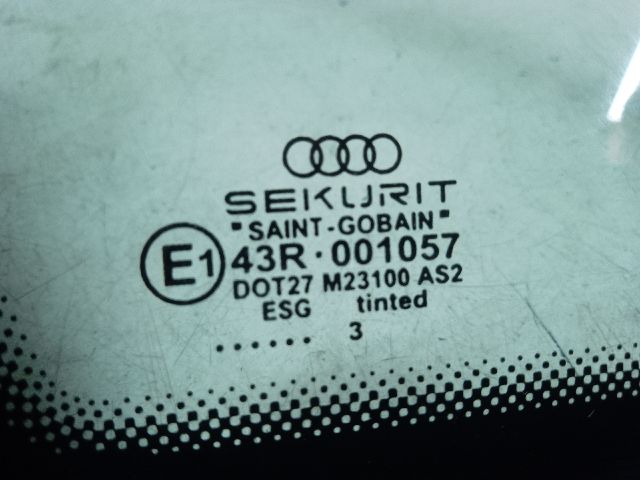 SEKURIT
"SAINT-GOBAIN"
E1 43R·001057
DOT27 M23100 AS2
ESG tinted
...... 3